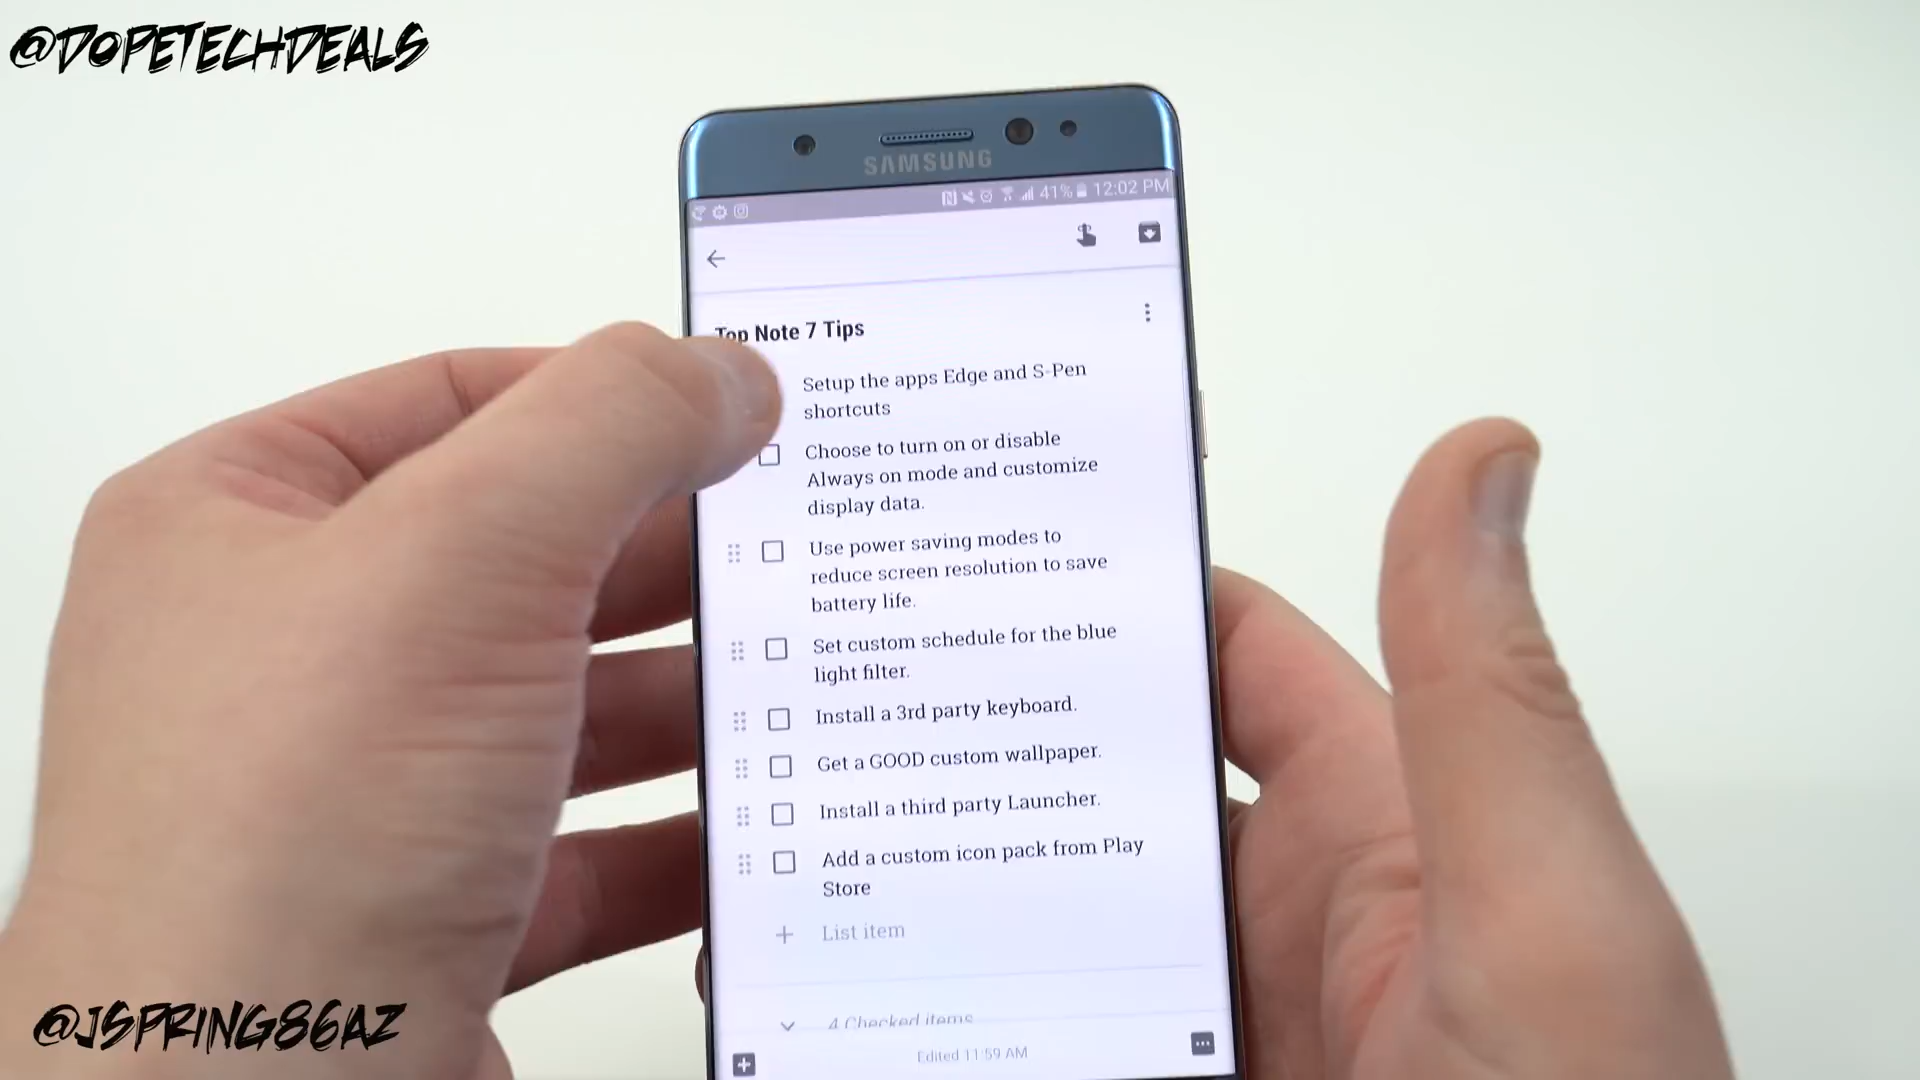 @DOPETECHDEALS
SAMSUNG
41% 12:02 PM
Top Note 7 Tips
Setup the apps Edge and S-Pen
shortcuts
Choose to turn on or disable
Always on mode and customize
display data.
Use power saving modes to
reduce screen resolution to save
battery life.
Set custom schedule for the blue
light filter.
Install a 3rd party keyboard.
Get a GOOD custom wallpaper.
Install a third party Launcher.
Add a custom icon pack from Play
Store
+ List item
4 Checked items
Edited 11:59 AM
@JSPRING86AZ